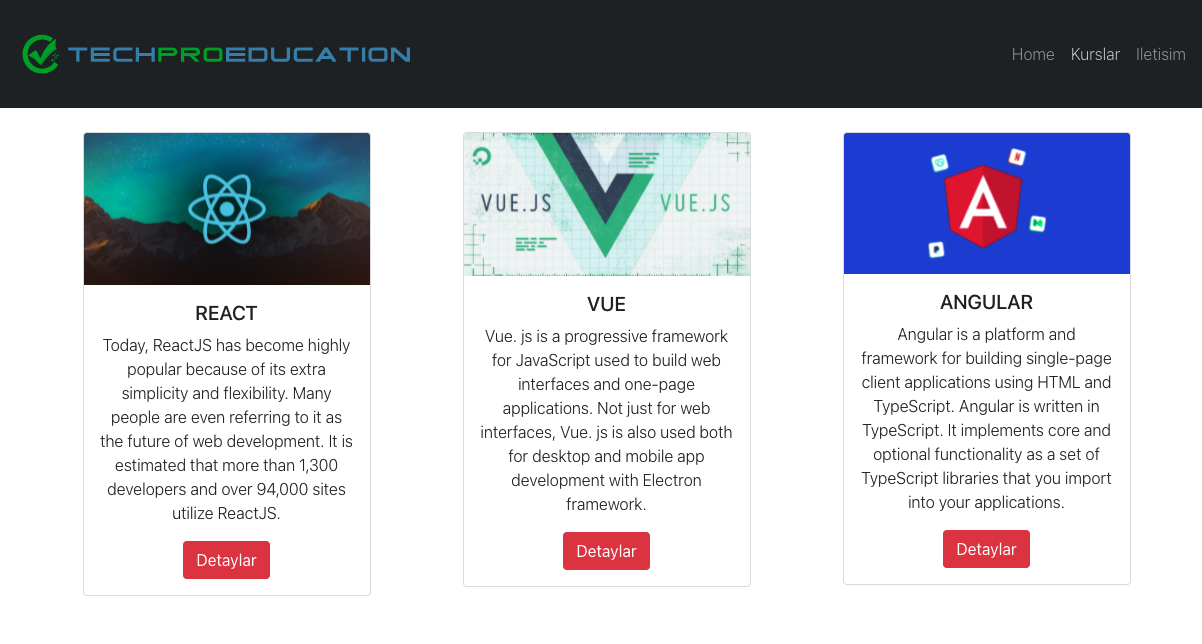 TECHPROEDUCATION
Home Kurslar Iletisim
VUE.JS VUE.JS
N
REACT
Today, ReactJS has become highly
popular because of its extra
simplicity and flexibility. Many
people are even referring to it as
the future of web development. It is
estimated that more than 1,300
developers and over 94,000 sites
utilize ReactJS.
Detaylar
VUE
Vue. js is a progressive framework
for JavaScript used to build web
interfaces and one-page
applications. Not just for web
interfaces, Vue. js is also used both
for desktop and mobile app
development with Electron
framework.
Detaylar
ANGULAR
Angular is a platform and
framework for building single-page
client applications using HTML and
TypeScript. Angular is written in
TypeScript. It implements core and
optional functionality as a set of
TypeScript libraries that you import
into your applications.
Detaylar